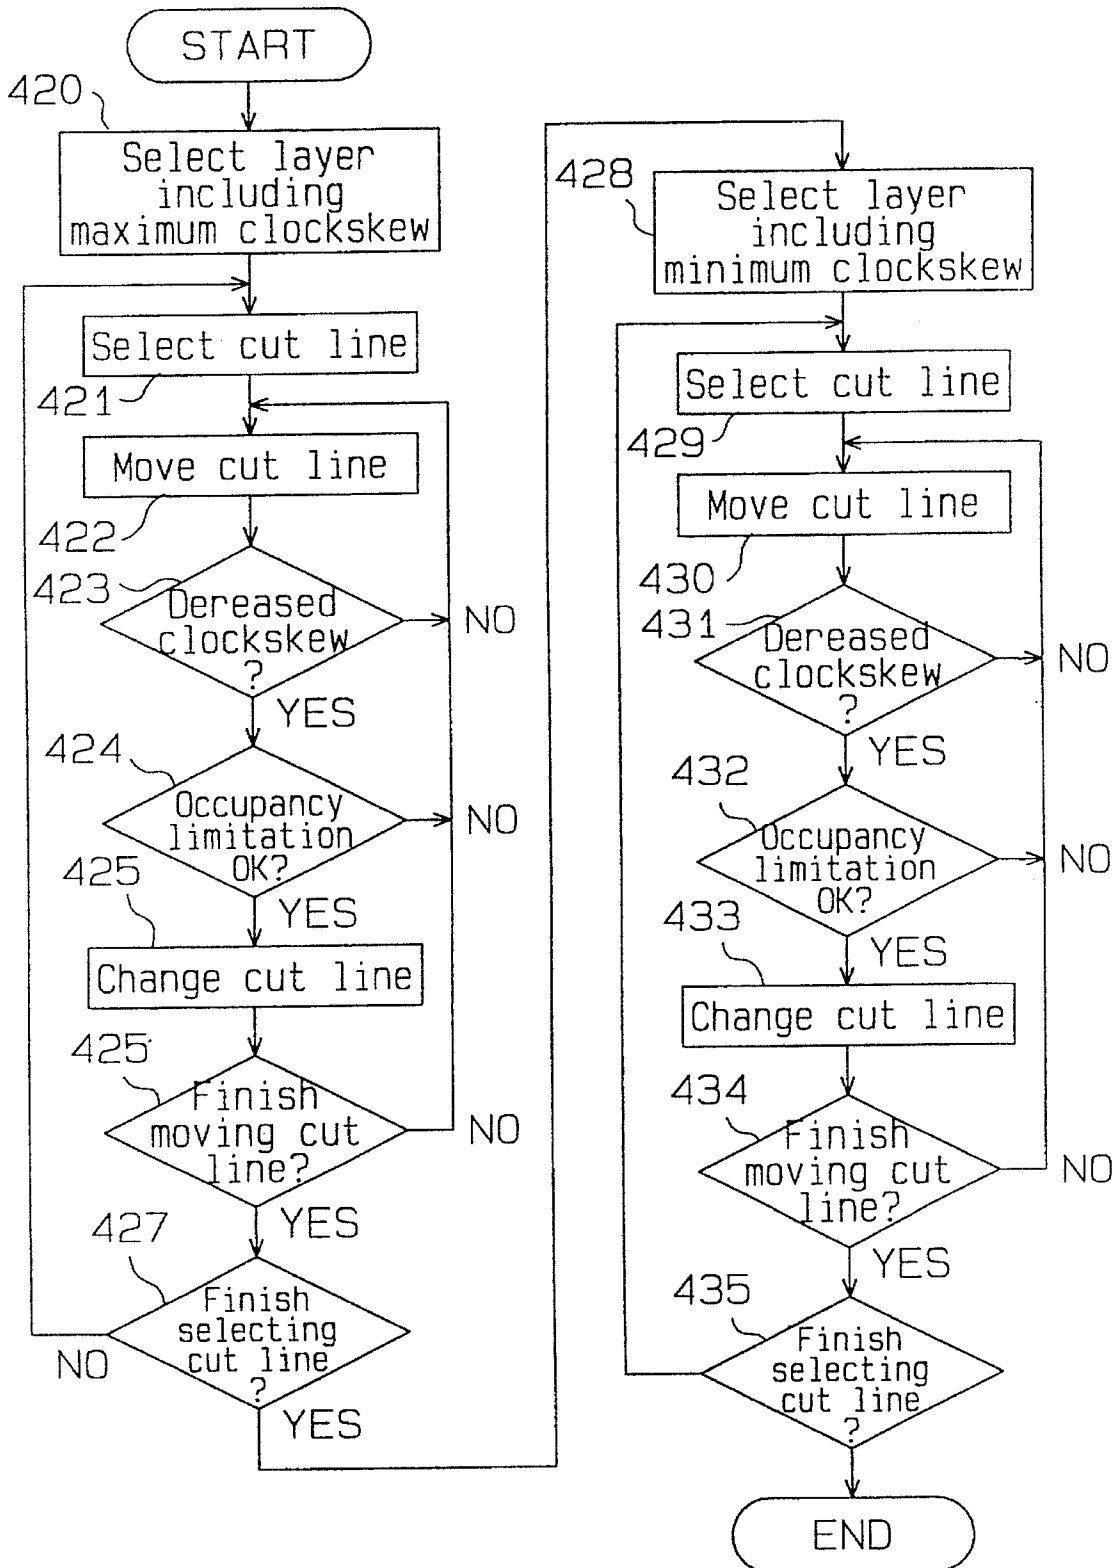 START
420
Select layer
including
maximum clockskew
Select cut line
421
Move cut line
422
423
Dereased
clockskew
?
NO
YES
424
Occupancy
limitation
OK?
NO
425
YES
Change cut line
425
Finish
moving cut
line?
NO
YES
427
Finish
selecting
cut line
?
NO
YES
428
Select layer
including
minimum clockskew
Select cut line
429
Move cut line
430
431
Dereased
clockskew
?
NO
YES
432
Occupancy
limitation
OK?
NO
433
YES
Change cut line
434
Finish
moving cut
line?
NO
YES
435
Finish
selecting
cut line
?
END